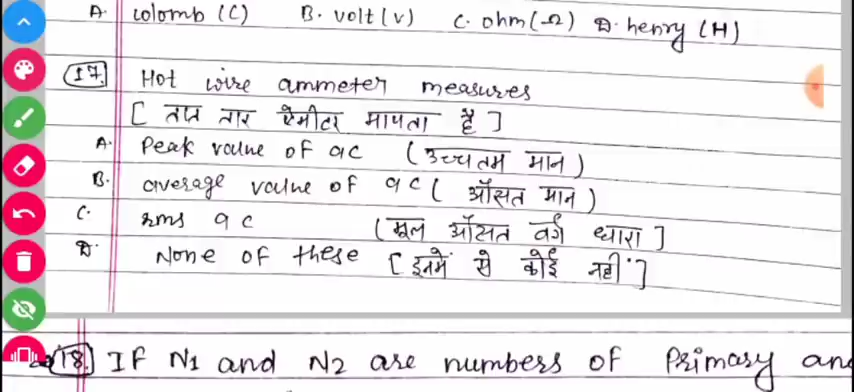 A. colomb (C) B. volt (v) C. ohm (Ω) D. henry (H)
17. Hot wire ammeter measures
[ तप्त तार ऐमीटर मापता है ]
A. Peak value of ac (उच्चतम मान)
B. average value of ac ( औसत मान )
C. rms ac (मूल औसत वर्ग धारा ]
D. None of these [ इनमें से कोई नहीं ]
18. If N1 and N2 are numbers of Primary an